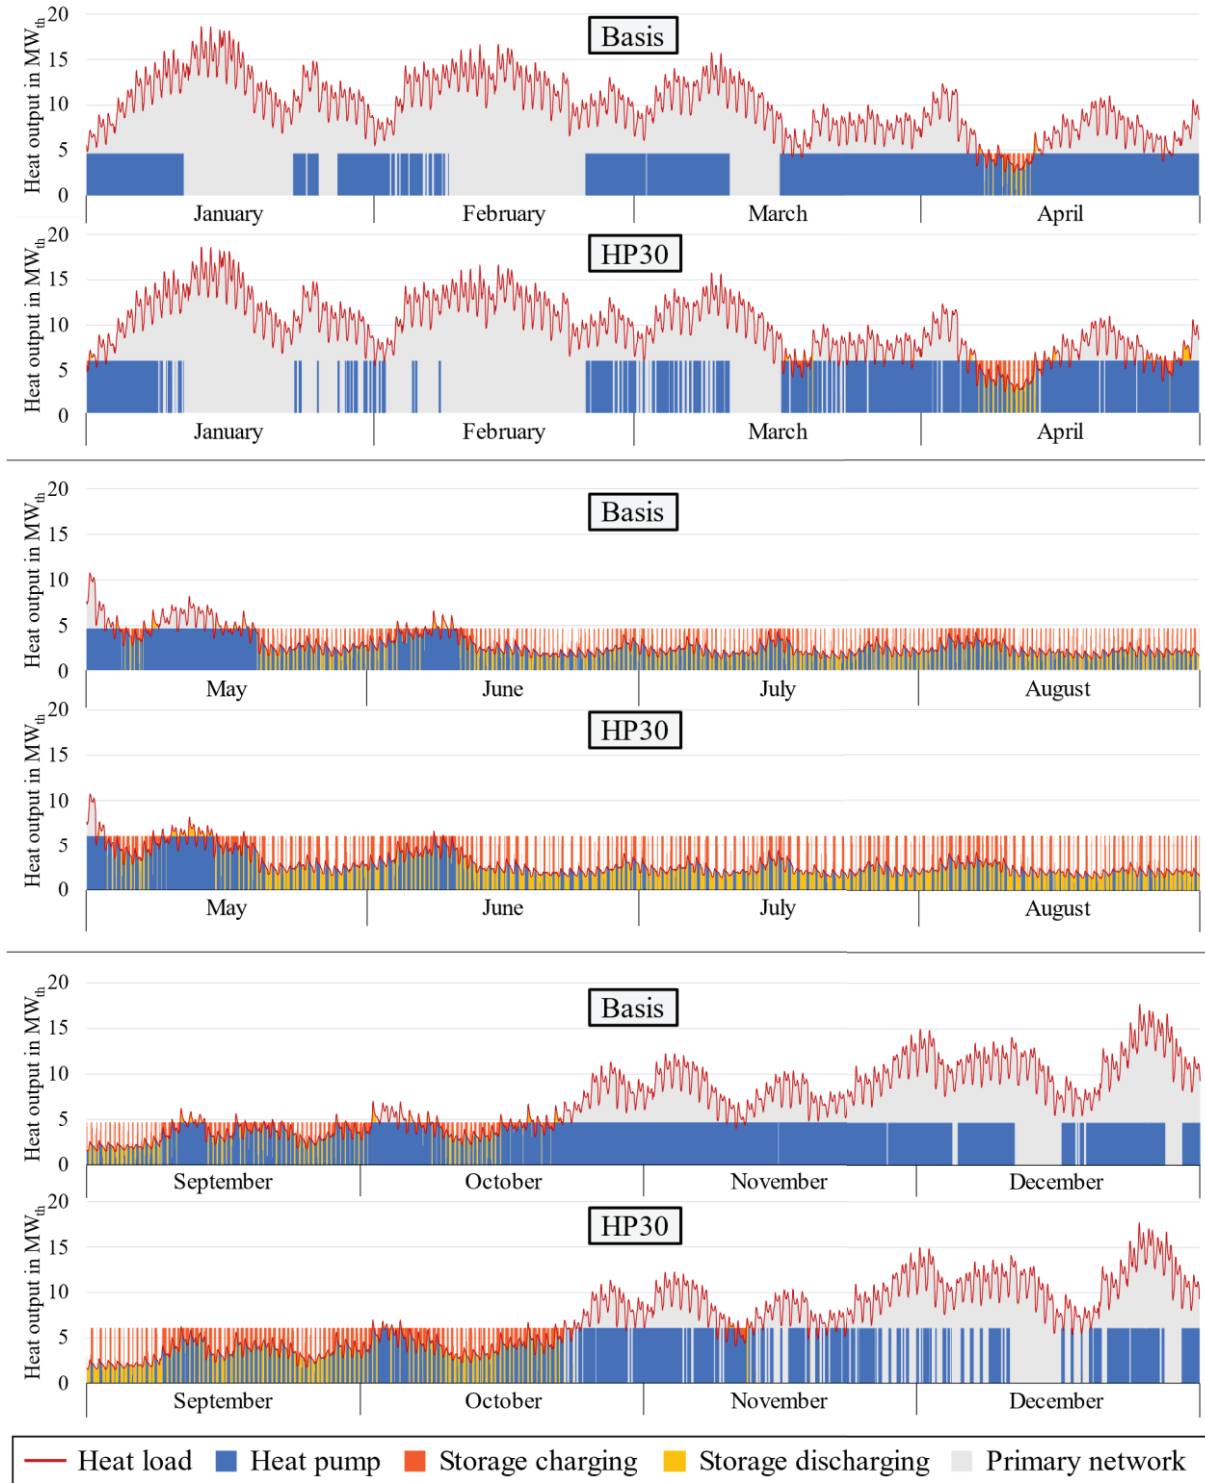 Heat output in MWth
20
15
10
5
0
Basis
January February March April
Heat output in MWth
20
15
10
5
0
HP30
January February March April
Heat output in MWth
20
15
10
5
0
Basis
May June July August
Heat output in MWth
20
15
10
5
0
HP30
May June July August
Heat output in MWth
20
15
10
5
0
Basis
September October November December
Heat output in MWth
20
15
10
5
0
HP30
September October November December
Heat load Heat pump Storage charging Storage discharging Primary network